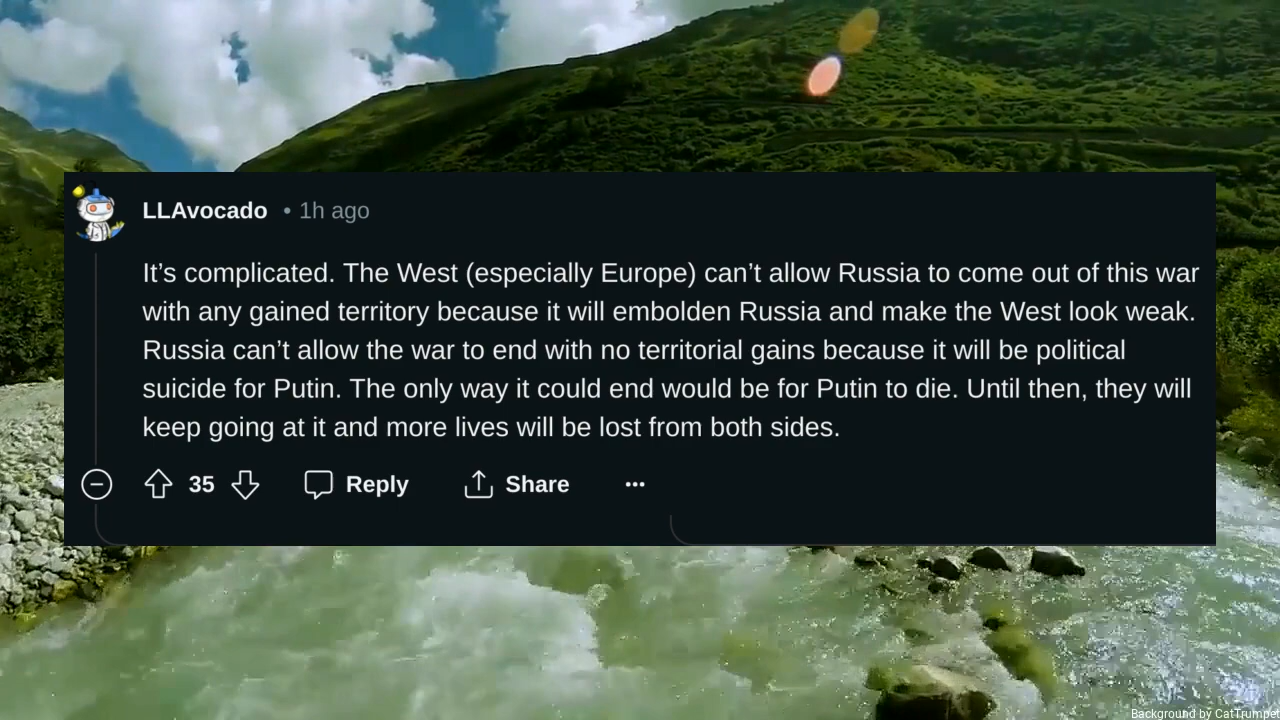 LLAvocado • 1h ago
It’s complicated. The West (especially Europe) can’t allow Russia to come out of this war
with any gained territory because it will embolden Russia and make the West look weak.
Russia can’t allow the war to end with no territorial gains because it will be political
suicide for Putin. The only way it could end would be for Putin to die. Until then, they will
keep going at it and more lives will be lost from both sides.
35 Reply Share
Background by CatTrumpet